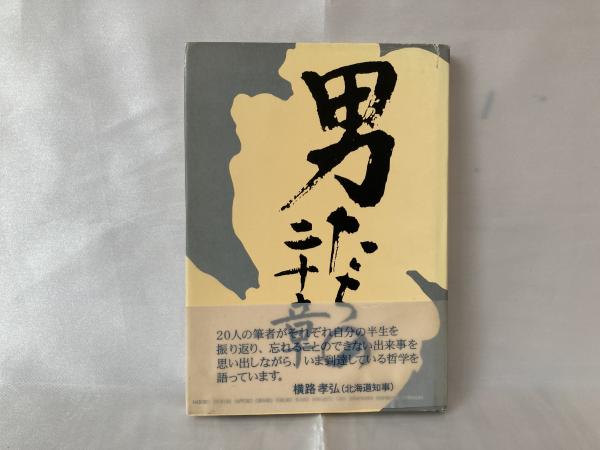 男
二十
章
20人の筆者がそれぞれ自分の半生を
振り返り、忘れることのできない出来事を
思い出しながら、いま到達している哲学を
語っています。
横路孝弘(北海道知事)